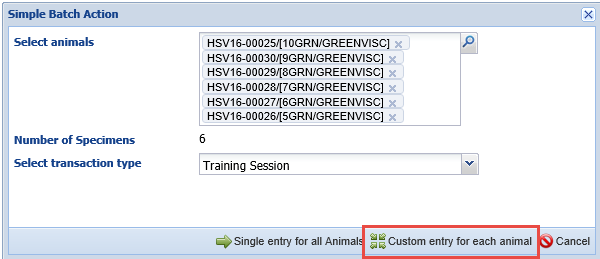 Simple Batch Action
Select animals
HSV16-00025/[10GRN/GREENVISC]
HSV16-00030/[9GRN/GREENVISC]
HSV16-00029/[8GRN/GREENVISC]
HSV16-00028/[7GRN/GREENVISC]
HSV16-00027/[6GRN/GREENVISC]
HSV16-00026/[5GRN/GREENVISC]
Number of Specimens 6
Select transaction type Training Session
Single entry for all Animals Custom entry for each animal Cancel